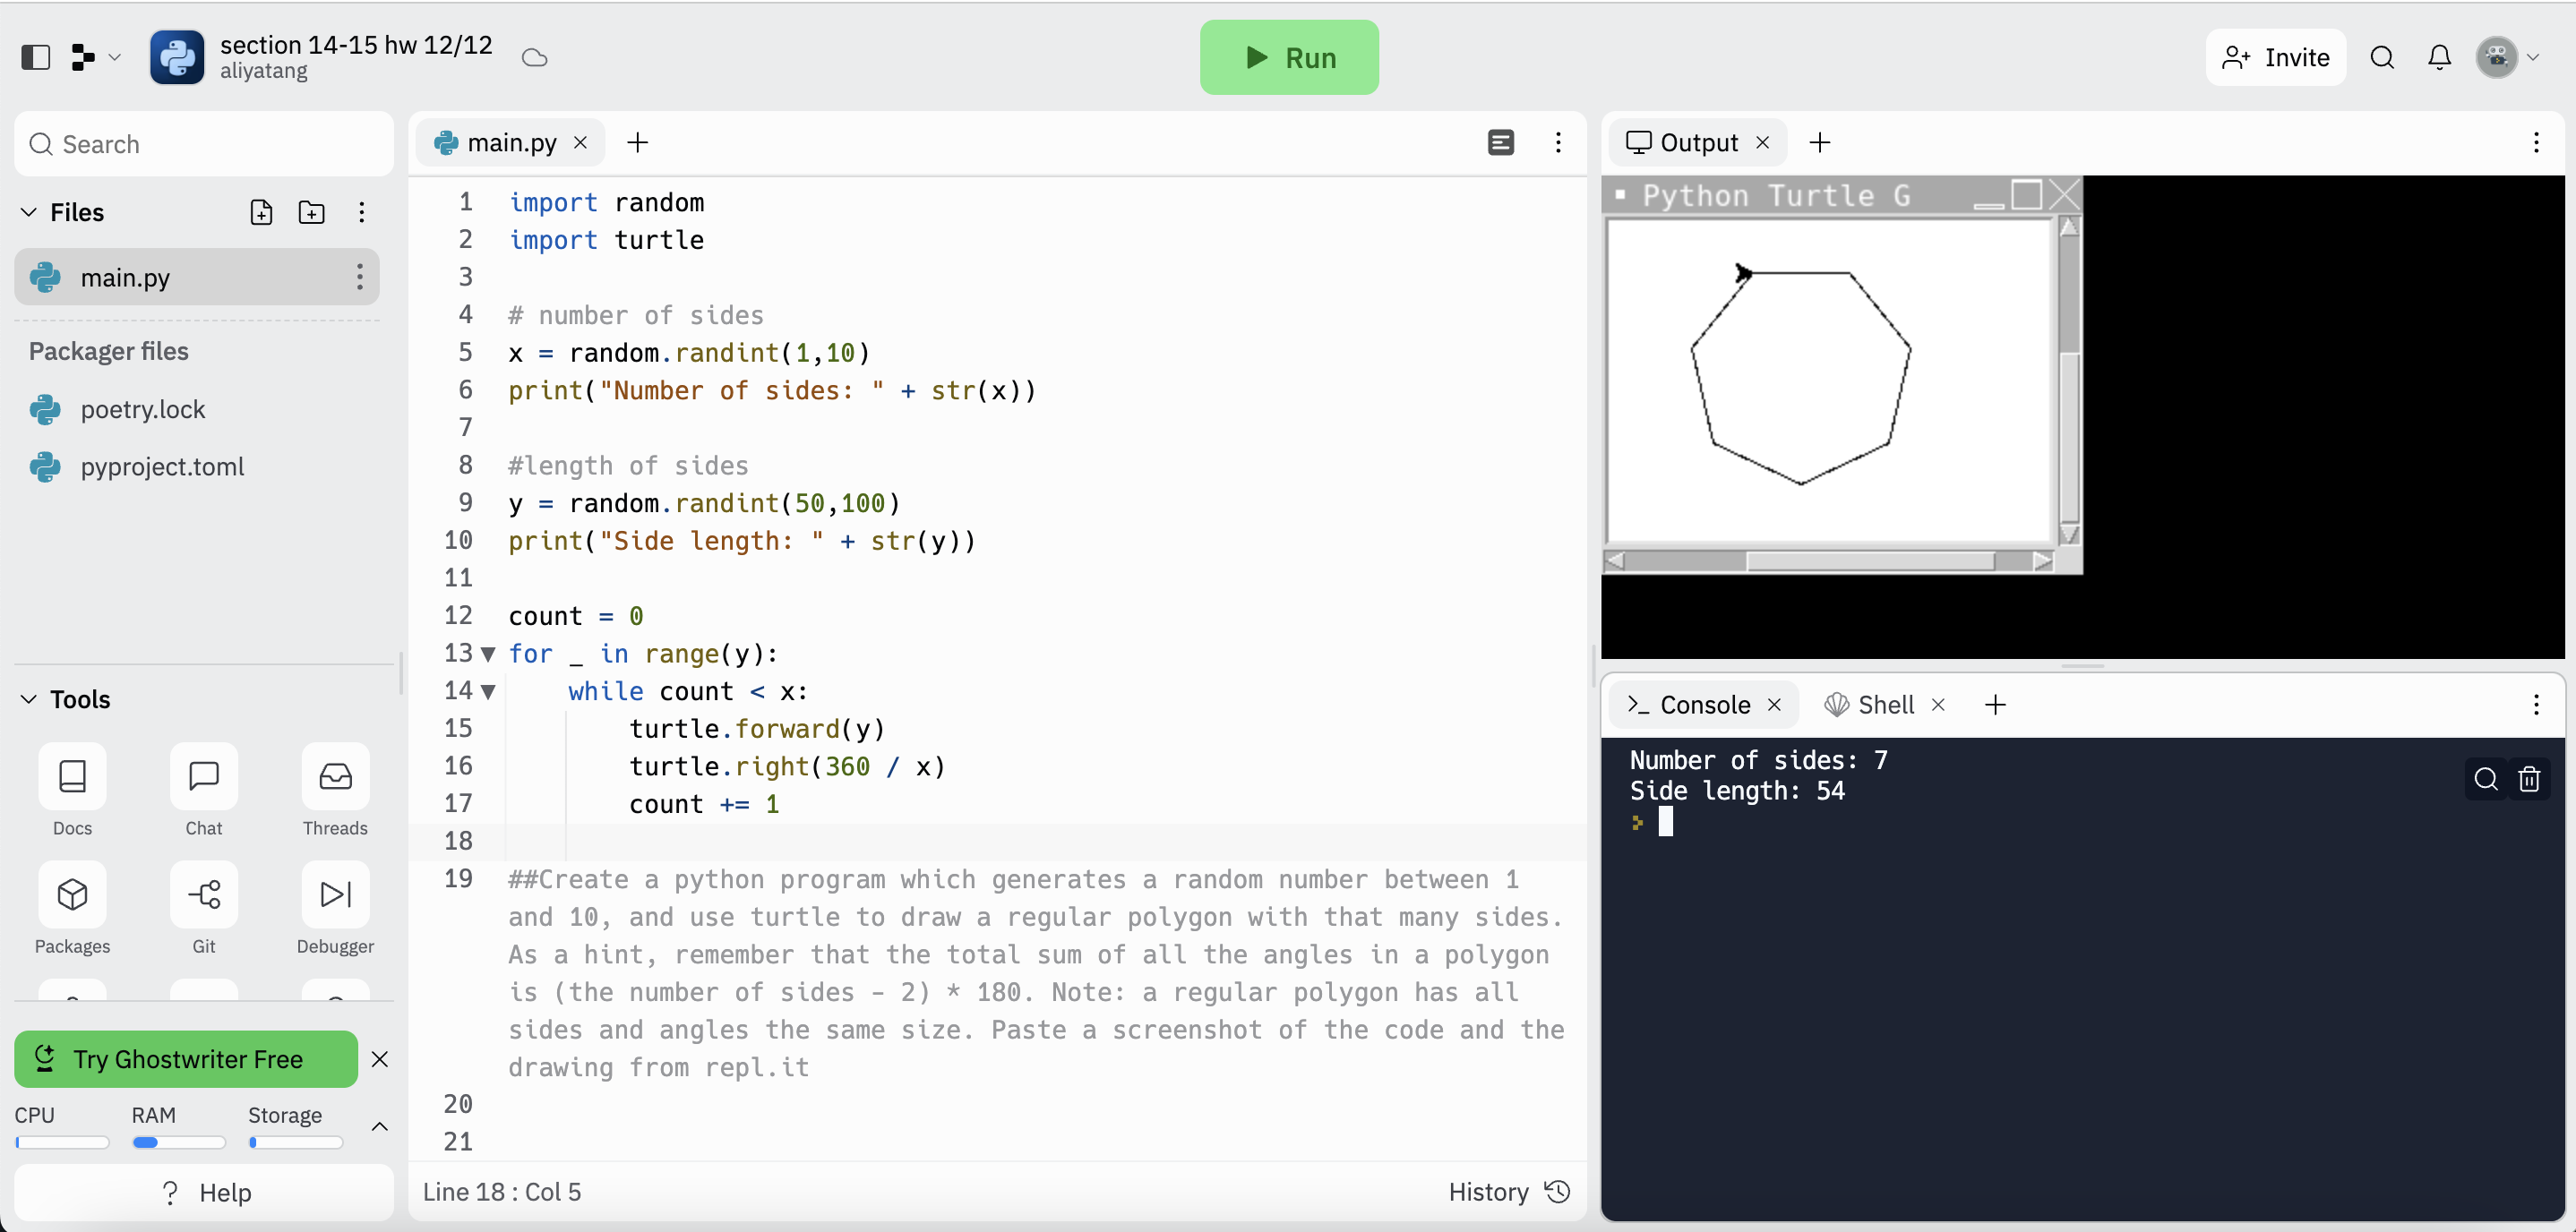 section 14-15 hw 12/12
aliyatang
Run
Invite
Search
Files
main.py
Packager files
poetry.lock
pyproject.toml
Tools
Docs
Chat
Threads
Packages
Git
Debugger
Try Ghostwriter Free
CPU
RAM
Storage
? Help
main.py
1 import random
2 import turtle
3
4 # number of sides
5 x = random.randint(1,10)
6 print("Number of sides: " + str(x))
7
8 #length of sides
9 y = random.randint(50,100)
10 print("Side length: " + str(y))
11
12 count = 0
13 for _ in range(y):
14     while count < x:
15         turtle.forward(y)
16         turtle.right(360 / x)
17         count += 1
18
19 ##Create a python program which generates a random number between 1
and 10, and use turtle to draw a regular polygon with that many sides.
As a hint, remember that the total sum of all the angles in a polygon
is (the number of sides - 2) * 180. Note: a regular polygon has all
sides and angles the same size. Paste a screenshot of the code and the
drawing from repl.it
20
21
Line 18 : Col 5
History
Output
Python Turtle G
Console
Shell
Number of sides: 7
Side length: 54